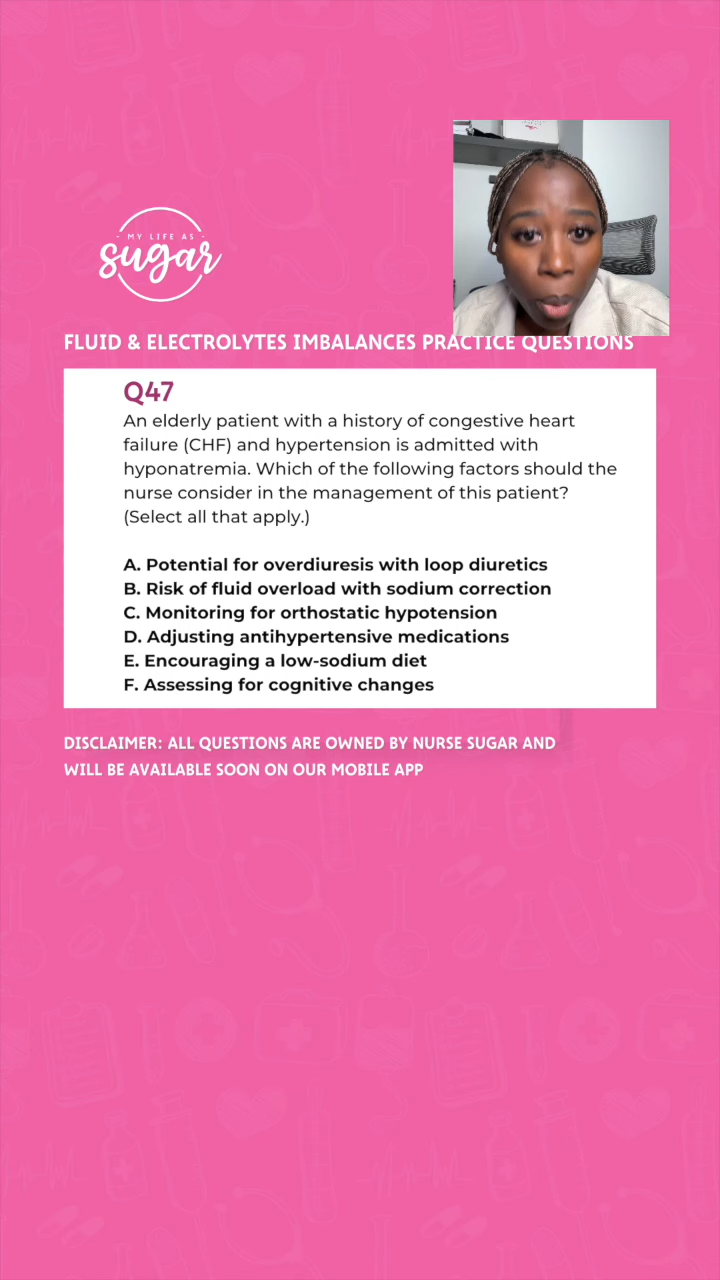 - MY LIFE AS -
sugar
FLUID & ELECTROLYTES IMBALANCES PRACTICE QUESTIONS
Q47
An elderly patient with a history of congestive heart
failure (CHF) and hypertension is admitted with
hyponatremia. Which of the following factors should the
nurse consider in the management of this patient?
(Select all that apply.)
A. Potential for overdiuresis with loop diuretics
B. Risk of fluid overload with sodium correction
C. Monitoring for orthostatic hypotension
D. Adjusting antihypertensive medications
E. Encouraging a low-sodium diet
F. Assessing for cognitive changes
DISCLAIMER: ALL QUESTIONS ARE OWNED BY NURSE SUGAR AND
WILL BE AVAILABLE SOON ON OUR MOBILE APP